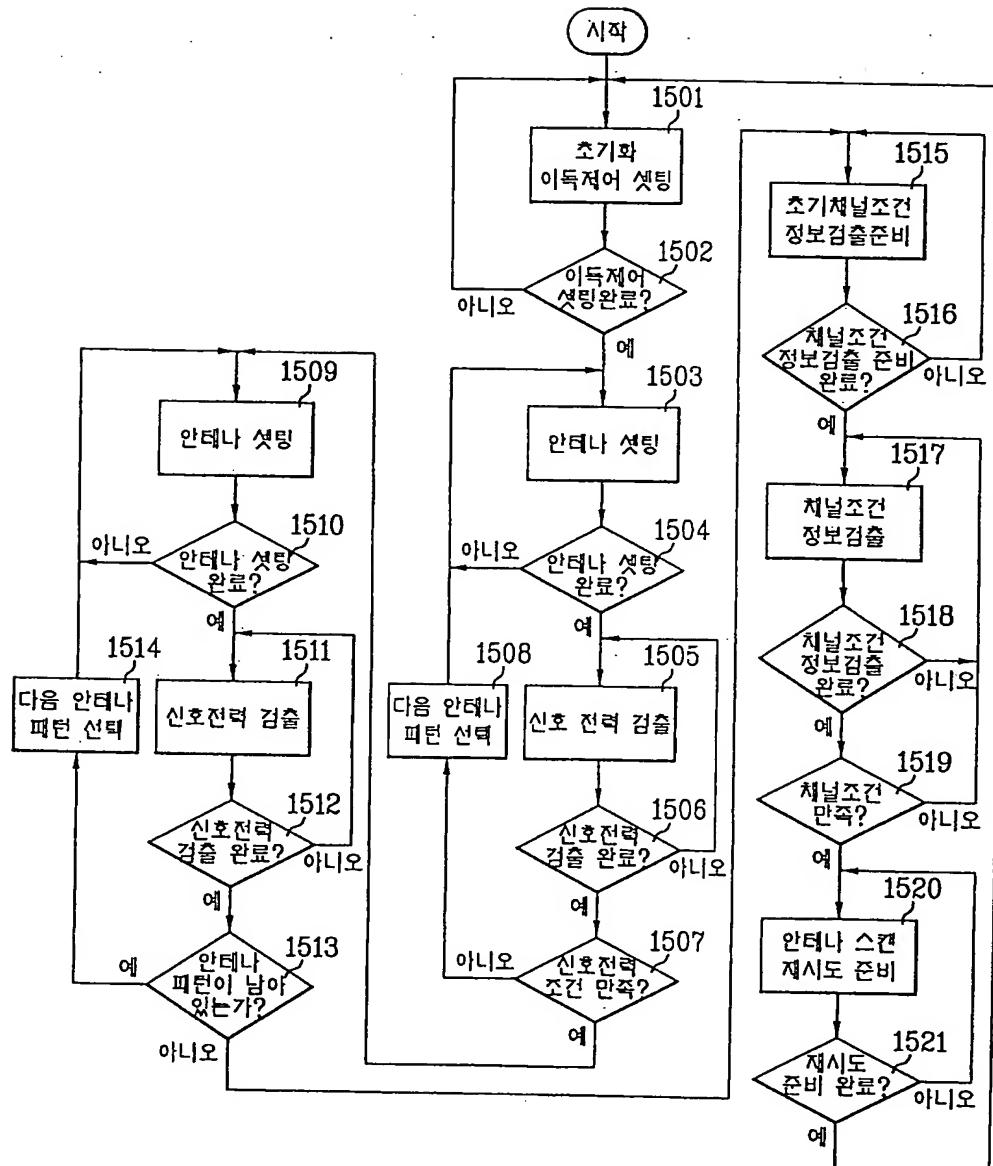 시작
1501
초기화
이득제어 셋팅
1502
이득제어
셋팅완료?
아니오
예
1503
안테나 셋팅
1504
안테나 셋팅
완료?
아니오
예
1505
신호 전력 검출
1506
신호전력
검출 완료?
아니오
예
1507
신호전력
조건 만족?
아니오
예
1508
다음 안테나
패턴 선택
1509
안테나 셋팅
1510
안테나 셋팅
완료?
아니오
예
1511
신호전력 검출
1512
신호전력
검출 완료?
아니오
예
1513
안테나
패턴이 남아
있는가?
예
아니오
1514
다음 안테나
패턴 선택
1515
초기채널조건
정보검출준비
1516
채널조건
정보검출 준비
완료?
아니오
예
1517
채널조건
정보검출
1518
채널조건
정보검출
완료?
아니오
예
1519
채널조건
만족?
아니오
예
1520
안테나 스캔
재시도 준비
1521
재시도
준비 완료?
아니오
예